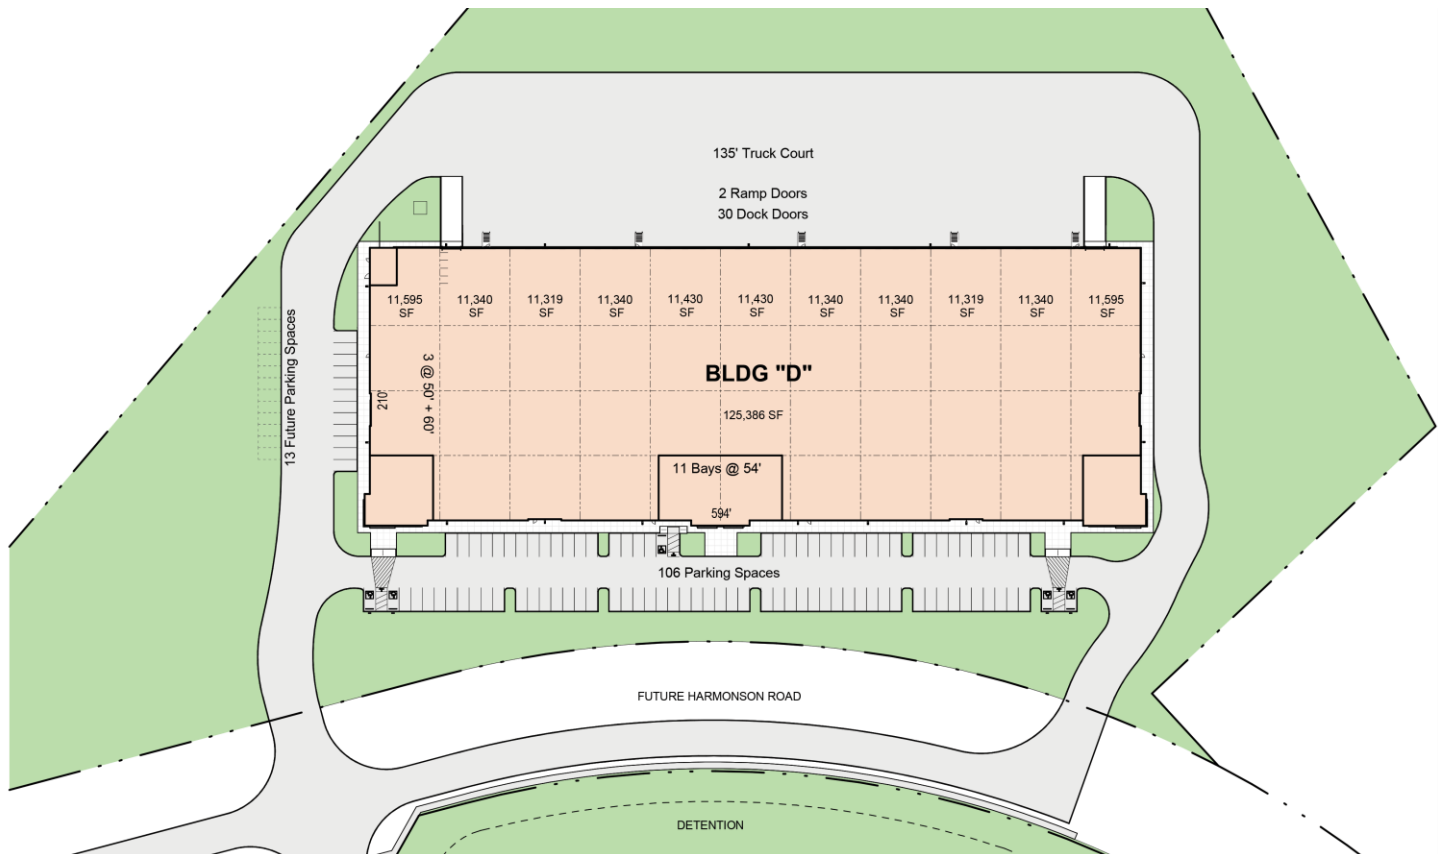 135' Truck Court
2 Ramp Doors
30 Dock Doors
11,595
SF
11,340
SF
11,319
SF
11,340
SF
11,430
SF
11,430
SF
11,340
SF
11,340
SF
11,319
SF
11,340
SF
11,595
SF
13 Future Parking Spaces
210'
3 @ 50' + 60'
BLDG "D"
125,386 SF
11 Bays @ 54'
594'
106 Parking Spaces
FUTURE HARMONSON ROAD
DETENTION